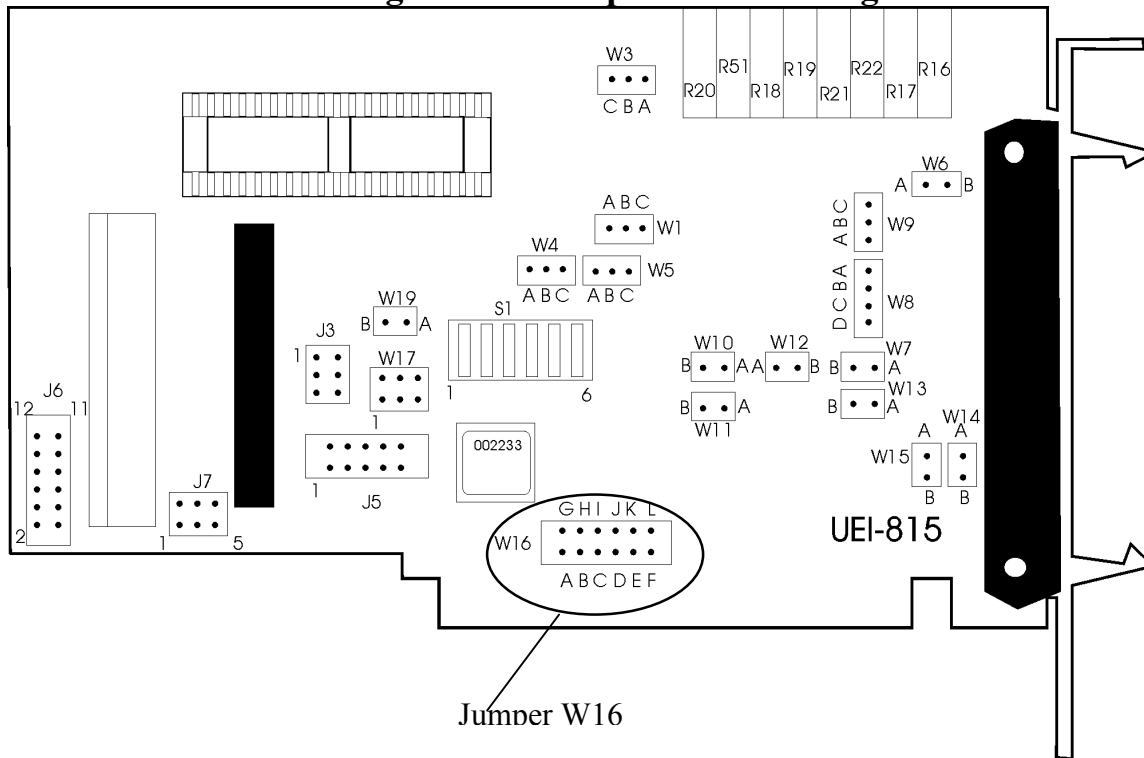 W3
C B A
R20
R51
R18
R19
R21
R22
R17
R16
W6
A
B
A B C
W9
A B C
W1
W4
A B C
W5
A B C
D C B A
W8
W19
B
A
S1
1
6
J3
1
W17
1
W10
B
A
W12
A
B
W7
B
A
W13
B
A
W11
B
A
J6
12
11
2
J5
1
002233
W14
A
B
W15
A
B
J7
1
5
G H I J K L
W16
A B C D E F
UEI-815
Jumper W16